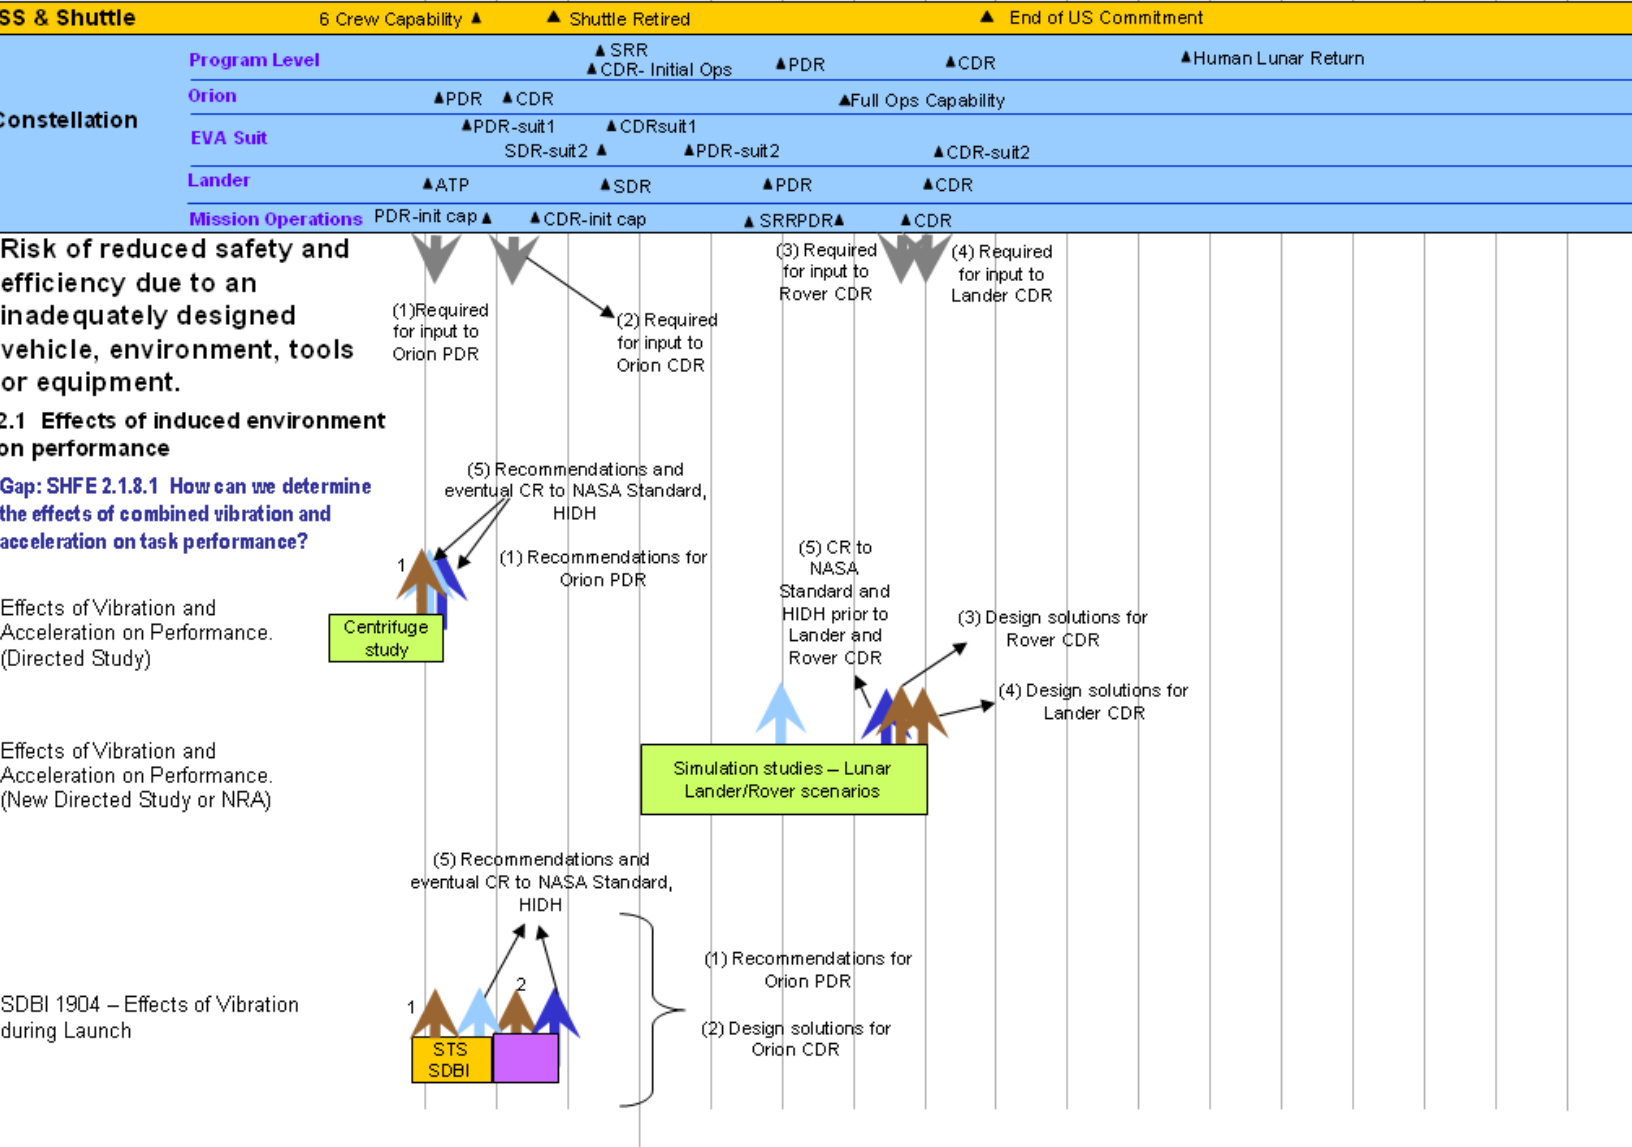 SS & Shuttle
6 Crew Capability
Shuttle Retired
End of US Commitment
Constellation
Program Level
SRR
CDR- Initial Ops
PDR
CDR
Human Lunar Return
Orion
PDR
CDR
Full Ops Capability
EVA Suit
PDR-suit1
CDRsuit1
SDR-suit2
PDR-suit2
CDR-suit2
Lander
ATP
SDR
PDR
CDR
Mission Operations
PDR-init cap
CDR-init cap
SRRPDR
CDR
Risk of reduced safety and
efficiency due to an
inadequately designed
vehicle, environment, tools
or equipment.
(1)Required
for input to
Orion PDR
(2) Required
for input to
Orion CDR
(3) Required
for input to
Rover CDR
(4) Required
for input to
Lander CDR
2.1 Effects of induced environment
on performance
Gap: SHFE 2.1.8.1 How can we determine
the effects of combined vibration and
acceleration on task performance?
(5) Recommendations and
eventual CR to NASA Standard,
HIDH
1
(1) Recommendations for
Orion PDR
Effects of Vibration and
Acceleration on Performance.
(Directed Study)
Centrifuge
study
(5) CR to
NASA
Standard and
HIDH prior to
Lander and
Rover CDR
(3) Design solutions for
Rover CDR
(4) Design solutions for
Lander CDR
Effects of Vibration and
Acceleration on Performance.
(New Directed Study or NRA)
Simulation studies – Lunar
Lander/Rover scenarios
(5) Recommendations and
eventual CR to NASA Standard,
HIDH
SDBI 1904 – Effects of Vibration
during Launch
1
2
STS
SDBI
(1) Recommendations for
Orion PDR
(2) Design solutions for
Orion CDR